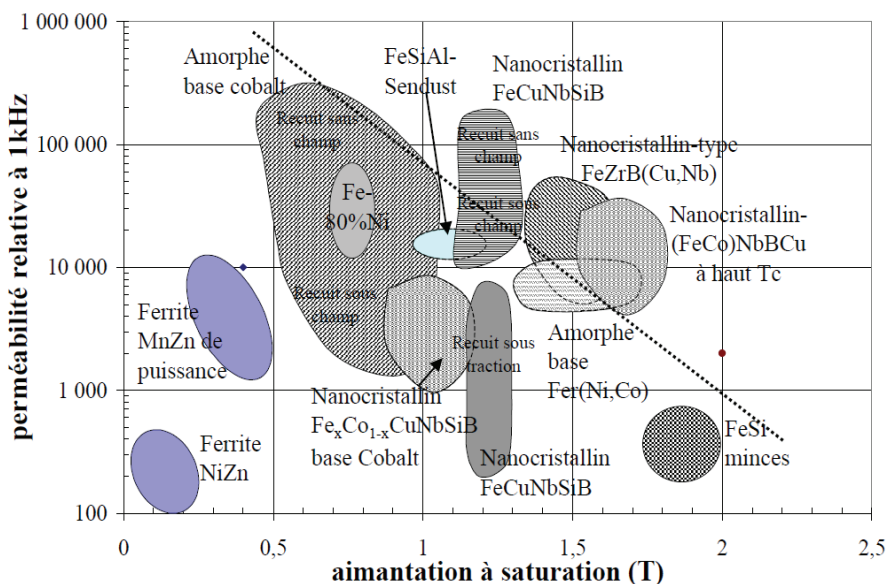 perméabilité relative à 1kHz
1 000 000
100 000
10 000
1 000
100
Amorphe
base cobalt
FeSiAl-
Sendust
Nanocristallin
FeCuNbSiB
Recuit sans
champ
Recuit sans
champ
Nanocristallin-type
FeZrB(Cu,Nb)
Fe-
80%Ni
Recuit sous
champ
Nanocristallin-
(FeCo)NbBCu
à haut Tc
Recuit sous
champ
Ferrite
MnZn de
puissance
Recuit sous
traction
Amorphe
base
Fer(Ni,Co)
Nanocristallin
FexCo1-xCuNbSiB
base Cobalt
Ferrite
NiZn
Nanocristallin
FeCuNbSiB
FeSi
minces
0
0,5
1
1,5
2
2,5
aimantation à saturation (T)